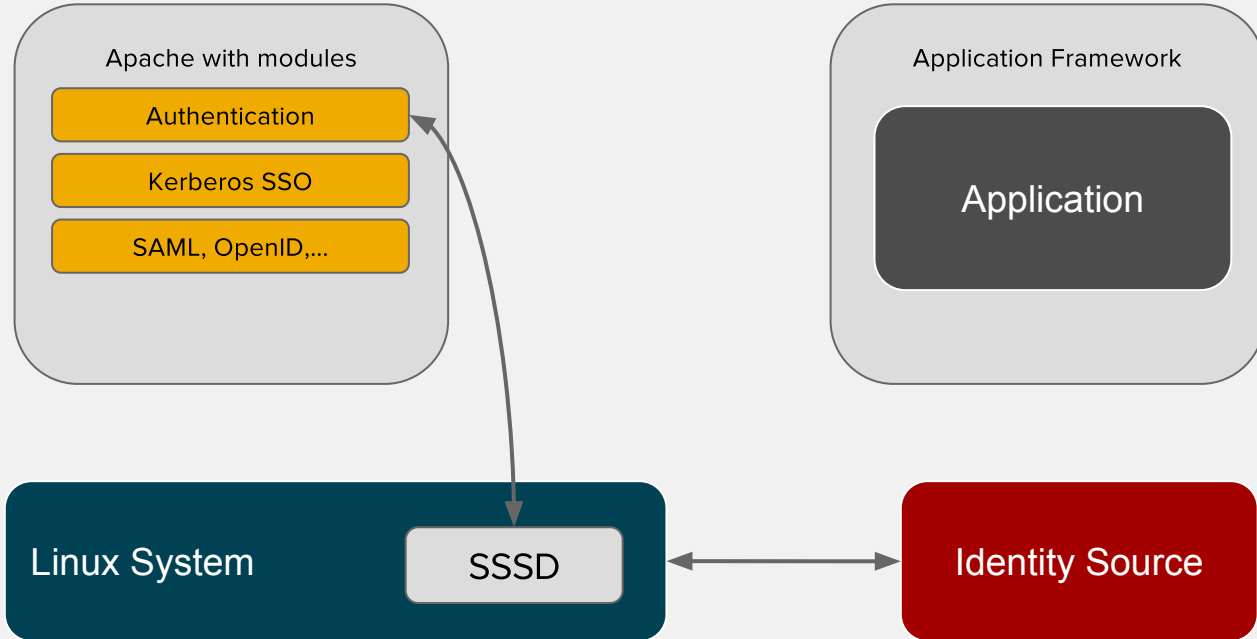 Apache with modules
Authentication
Kerberos SSO
SAML, OpenID,...
Application Framework
Application
Linux System
SSSD
Identity Source